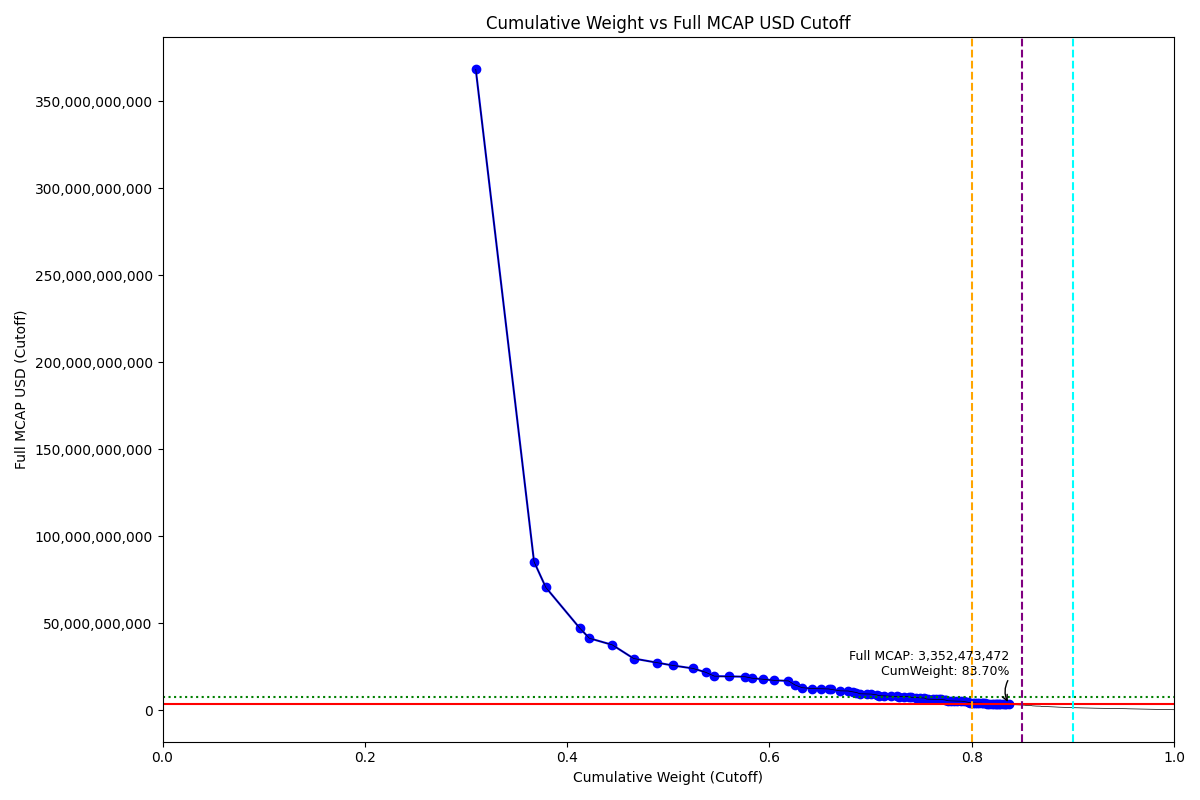 Cumulative Weight vs Full MCAP USD Cutoff
Full MCAP USD (Cutoff)
350,000,000,000
300,000,000,000
250,000,000,000
200,000,000,000
150,000,000,000
100,000,000,000
50,000,000,000
0
Full MCAP: 3,352,473,472
CumWeight: 83.70%
0.0
0.2
0.4
0.6
0.8
1.0
Cumulative Weight (Cutoff)